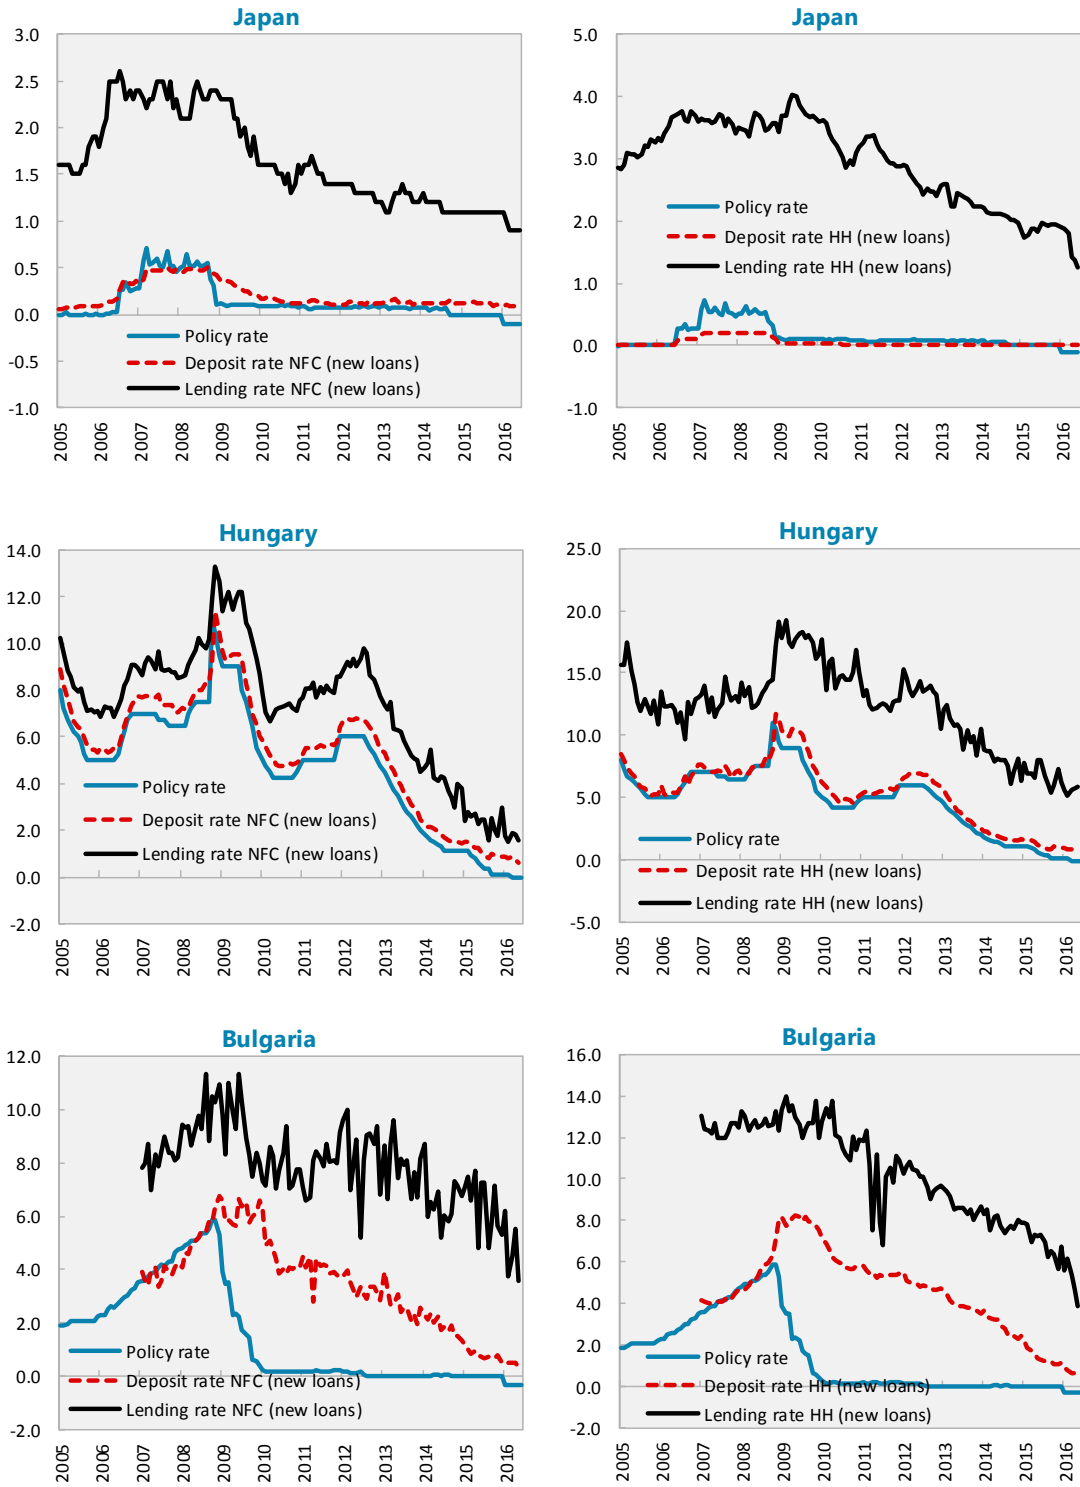 Japan
3.0
2.5
2.0
1.5
1.0
0.5
0.0
-0.5
-1.0
Policy rate
Deposit rate NFC (new loans)
Lending rate NFC (new loans)
2005 2006 2007 2008 2009 2010 2011 2012 2013 2014 2015 2016
Japan
5.0
4.0
3.0
2.0
1.0
0.0
-1.0
Policy rate
Deposit rate HH (new loans)
Lending rate HH (new loans)
2005 2006 2007 2008 2009 2010 2011 2012 2013 2014 2015 2016
Hungary
14.0
12.0
10.0
8.0
6.0
4.0
2.0
0.0
-2.0
Policy rate
Deposit rate NFC (new loans)
Lending rate NFC (new loans)
2005 2006 2007 2008 2009 2010 2011 2012 2013 2014 2015 2016
Hungary
25.0
20.0
15.0
10.0
5.0
0.0
-5.0
Policy rate
Deposit rate HH (new loans)
Lending rate HH (new loans)
2005 2006 2007 2008 2009 2010 2011 2012 2013 2014 2015 2016
Bulgaria
12.0
10.0
8.0
6.0
4.0
2.0
0.0
-2.0
Policy rate
Deposit rate NFC (new loans)
Lending rate NFC (new loans)
2005 2006 2007 2008 2009 2010 2011 2012 2013 2014 2015 2016
Bulgaria
16.0
14.0
12.0
10.0
8.0
6.0
4.0
2.0
0.0
-2.0
Policy rate
Deposit rate HH (new loans)
Lending rate HH (new loans)
2005 2006 2007 2008 2009 2010 2011 2012 2013 2014 2015 2016